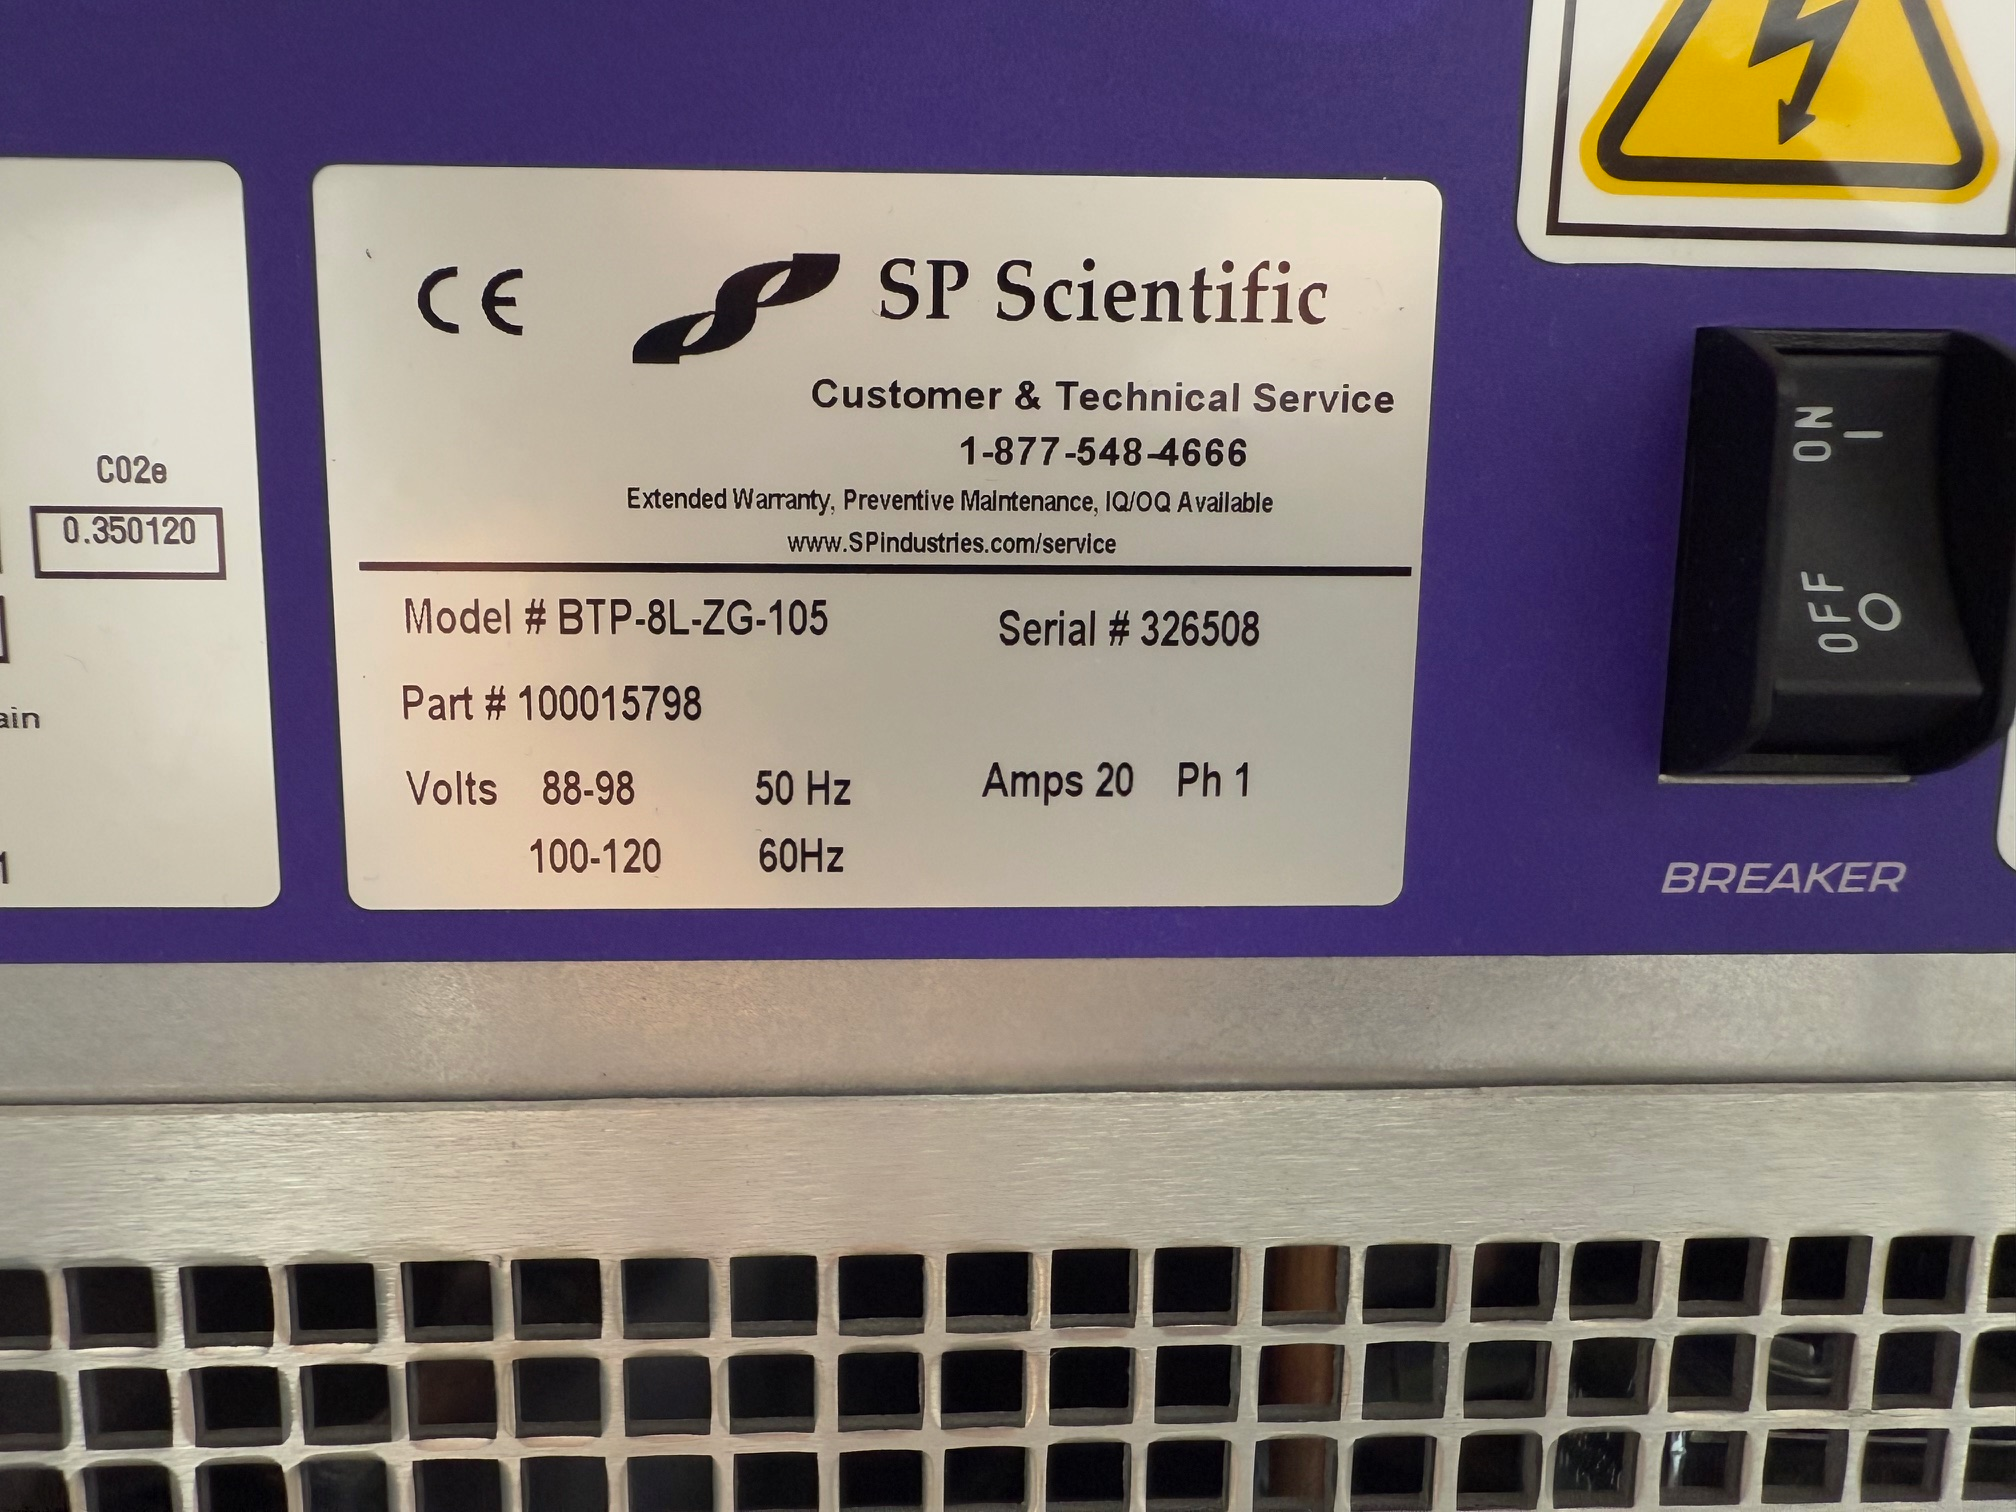 C02e
0.350120
CE SP Scientific
Customer & Technical Service
1-877-548-4666
Extended Warranty, Preventive Maintenance, IQ/OQ Available
www.SPindustries.com/service
Model # BTP-8L-ZG-105 Serial # 326508
Part # 100015798
Volts 88-98 50 Hz Amps 20 Ph 1
100-120 60Hz
ON
OFF
BREAKER